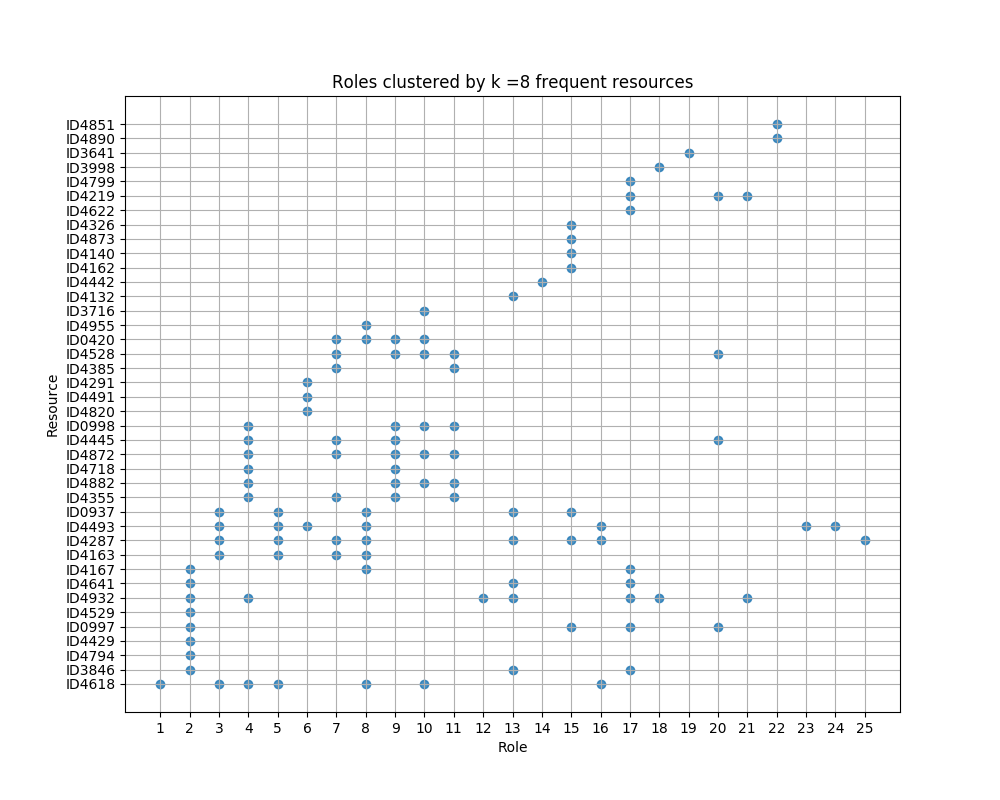 Roles clustered by k =8 frequent resources
ID4851
ID4890
ID3641
ID3998
ID4799
ID4219
ID4622
ID4326
ID4873
ID4140
ID4162
ID4442
ID4132
ID3716
ID4955
ID0420
ID4528
ID4385
ID4291
ID4491
ID4820
ID0998
ID4445
ID4872
ID4718
ID4882
ID4355
ID0937
ID4493
ID4287
ID4163
ID4167
ID4641
ID4932
ID4529
ID0997
ID4429
ID4794
ID3846
ID4618
Resource
1 2 3 4 5 6 7 8 9 10 11 12 13 14 15 16 17 18 19 20 21 22 23 24 25
Role